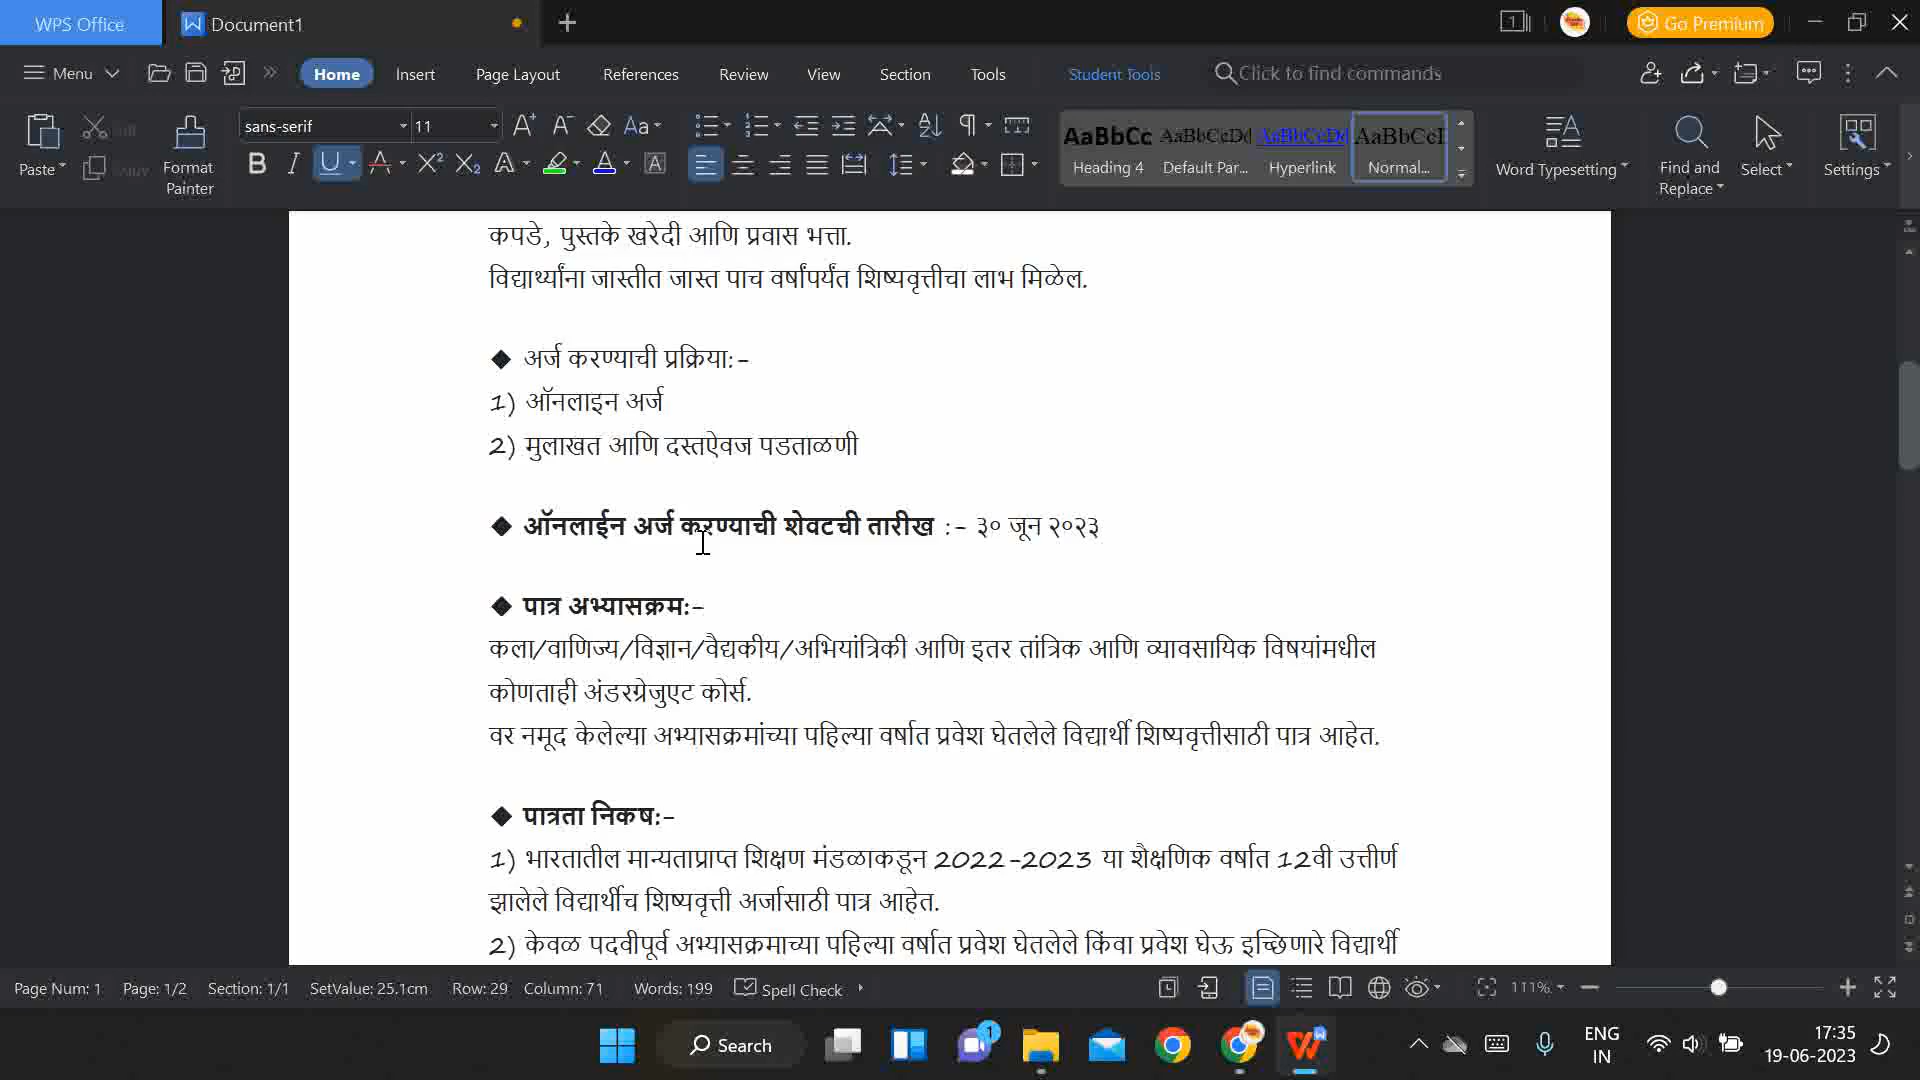 WPS Office
Document1
Go Premium
Menu
Home
Insert
Page Layout
References
Review
View
Section
Tools
Student Tools
Click to find commands
Paste
Format Painter
sans-serif
11
AaBbCc
AaBbCcDd
AaBbCcDd
Heading 4
Default Par...
Hyperlink
Normal...
Word Typesetting
Find and Replace
Select
Settings
कपडे, पुस्तके खरेदी आणि प्रवास भत्ता.
विद्यार्थ्यांना जास्तीत जास्त पाच वर्षांपर्यंत शिष्यवृत्तीचा लाभ मिळेल.
◆ अर्ज करण्याची प्रक्रिया:-
1) ऑनलाइन अर्ज
2) मुलाखत आणि दस्तऐवज पडताळणी
◆ ऑनलाईन अर्ज करण्याची शेवटची तारीख :- ३० जून २०२३
◆ पात्र अभ्यासक्रम:-
कला/वाणिज्य/विज्ञान/वैद्यकीय/अभियांत्रिकी आणि इतर तांत्रिक आणि व्यावसायिक विषयांमधील
कोणताही अंडरग्रेजुएट कोर्स.
वर नमूद केलेल्या अभ्यासक्रमांच्या पहिल्या वर्षात प्रवेश घेतलेले विद्यार्थी शिष्यवृत्तीसाठी पात्र आहेत.
◆ पात्रता निकष:-
1) भारतातील मान्यताप्राप्त शिक्षण मंडळाकडून 2022-2023 या शैक्षणिक वर्षात 12वी उत्तीर्ण
झालेले विद्यार्थीच शिष्यवृत्ती अर्जासाठी पात्र आहेत.
2) केवळ पदवीपूर्व अभ्यासक्रमाच्या पहिल्या वर्षात प्रवेश घेतलेले किंवा प्रवेश घेऊ इच्छिणारे विद्यार्थी
Page Num: 1 Page: 1/2 Section: 1/1 SetValue: 25.1cm Row: 29 Column: 71 Words: 199 Spell Check 111%
Search
ENG
IN
17:35
19-06-2023